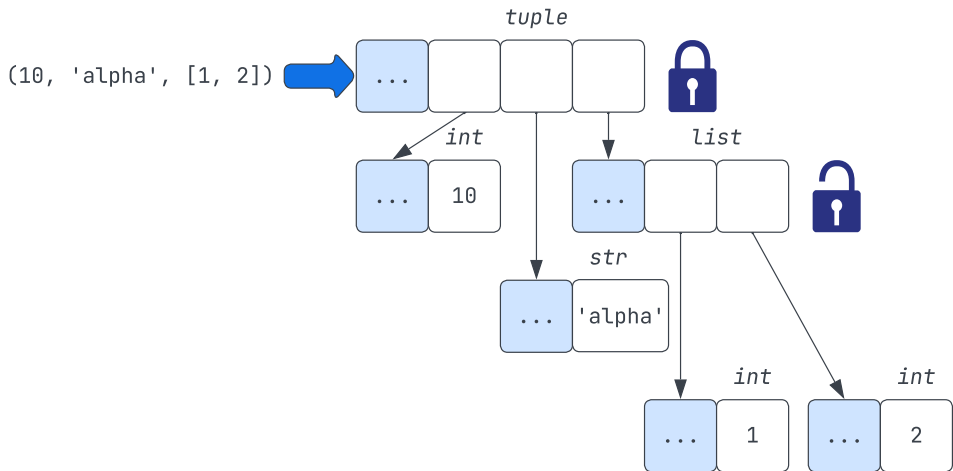 tuple
(10, 'alpha', [1, 2])
...
int
list
...
10
...
str
...
'alpha'
int
int
...
1
...
2